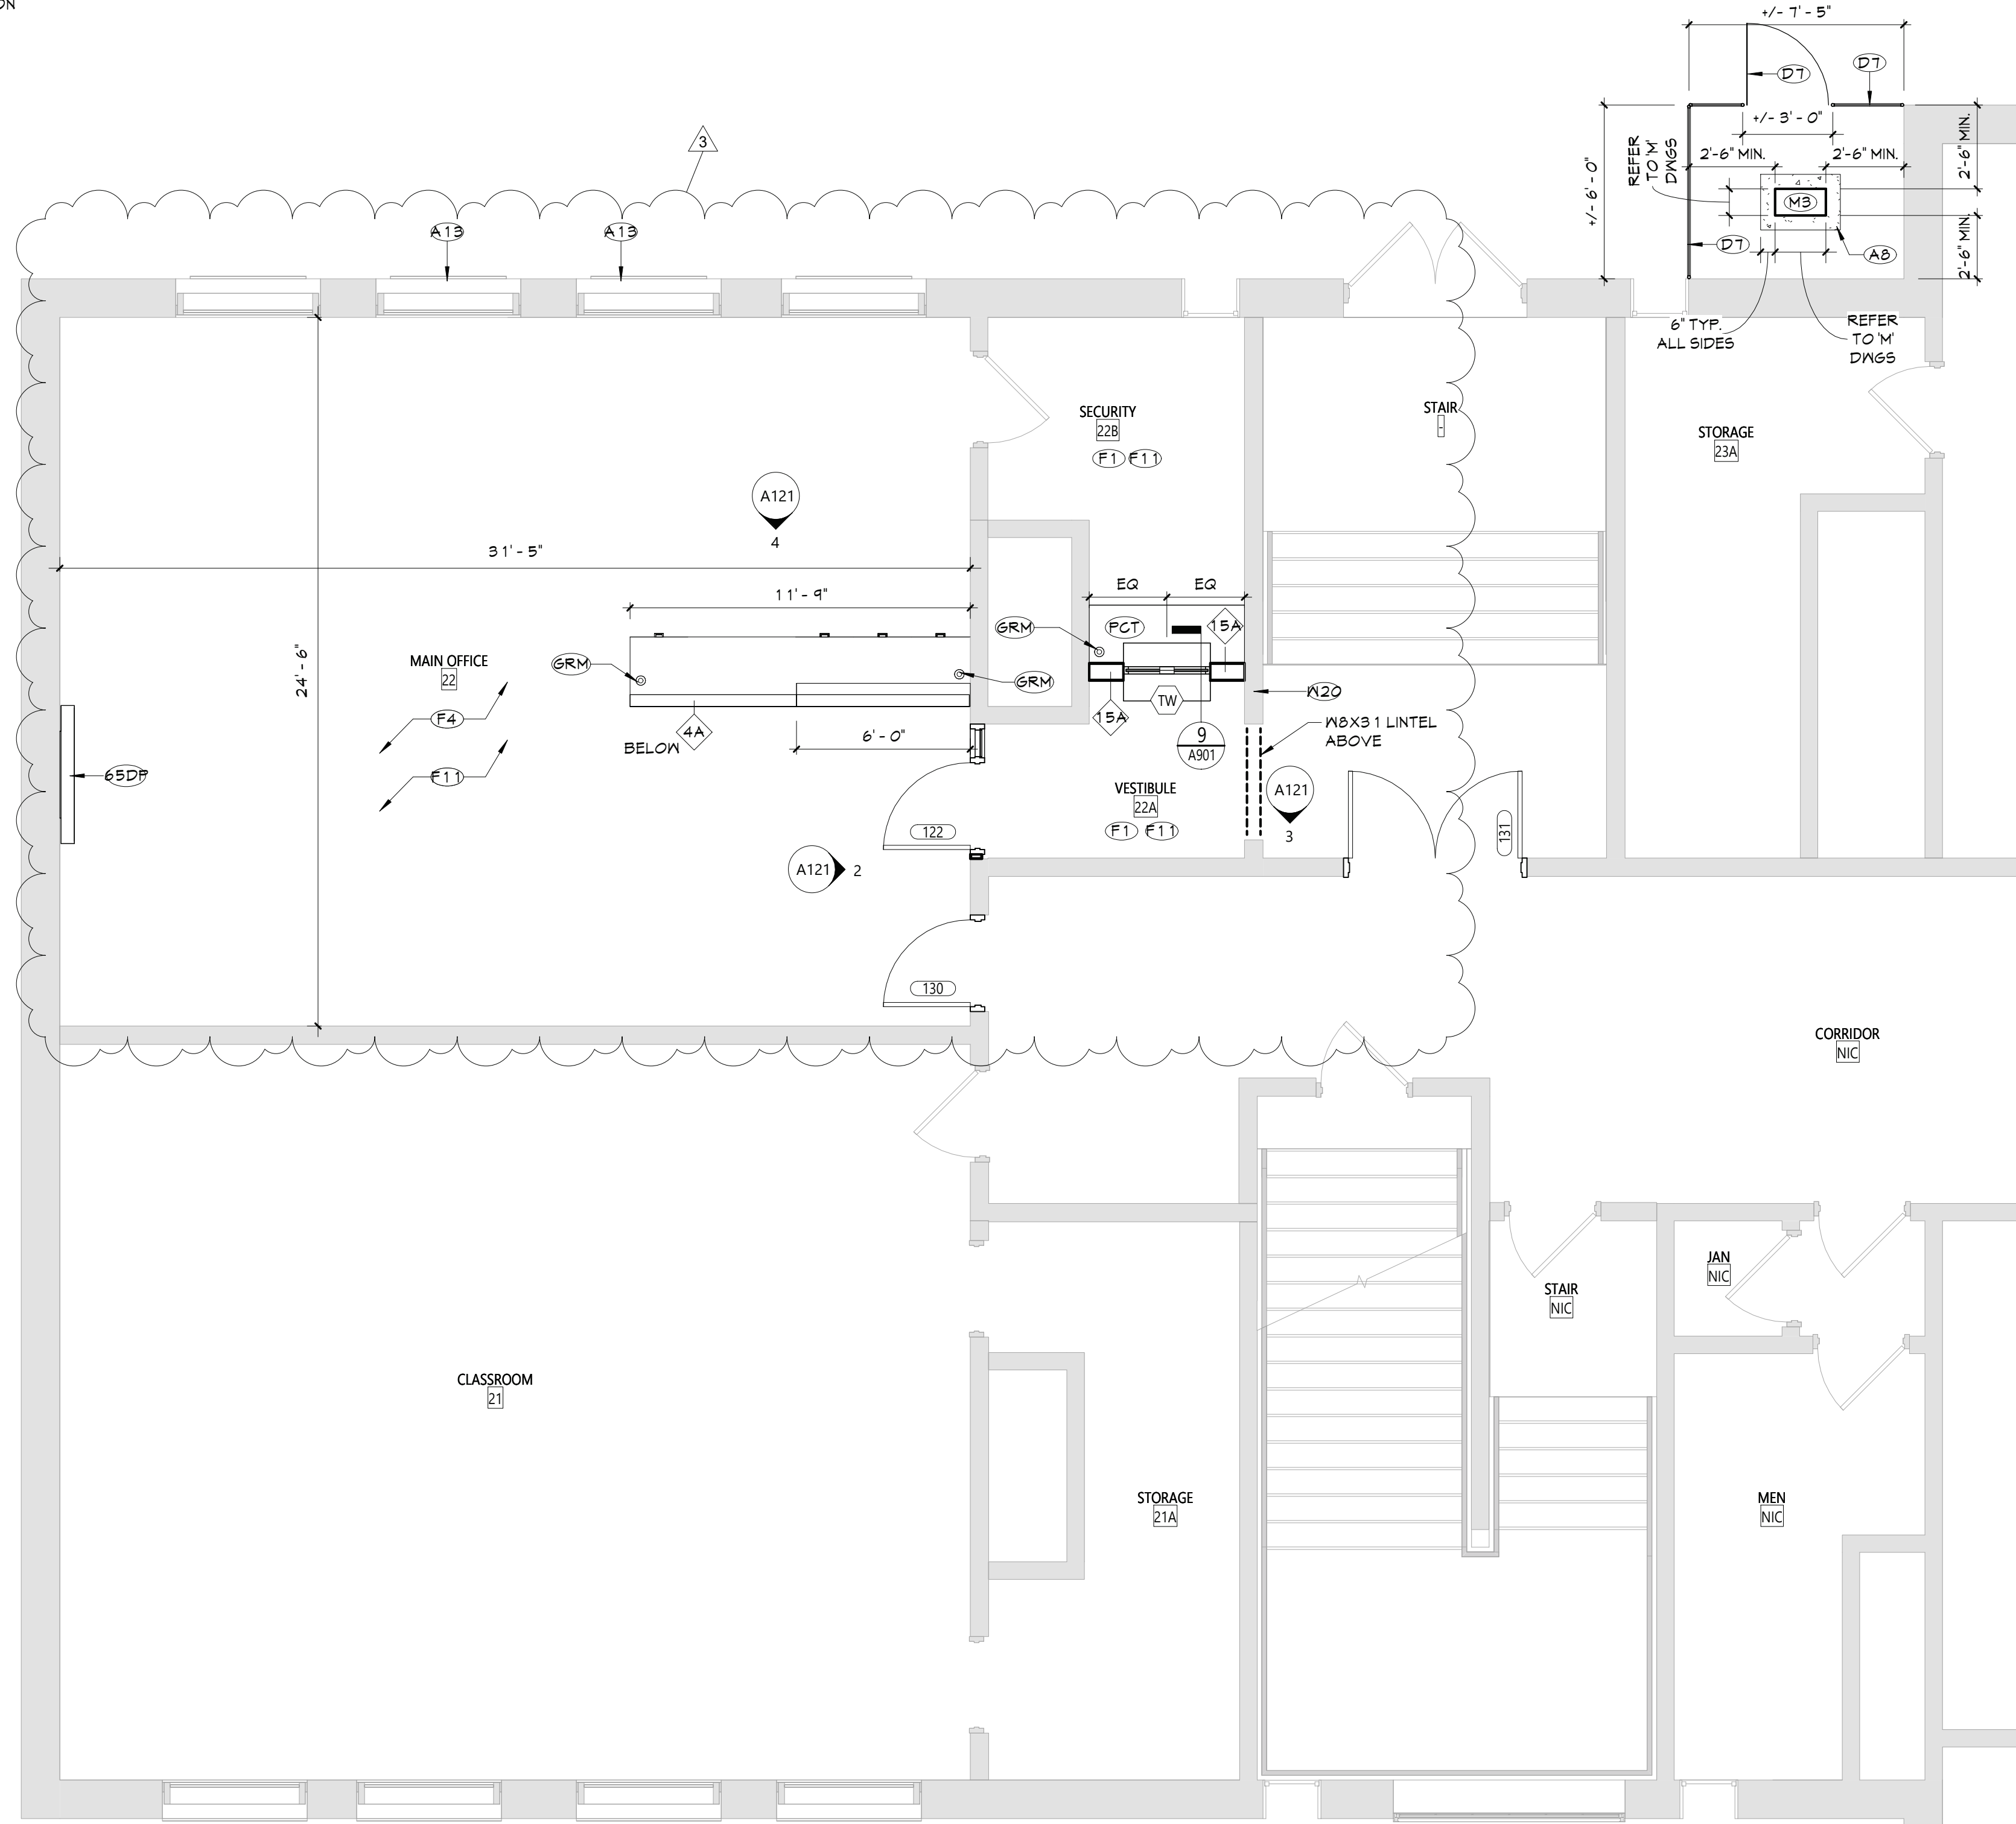 ON
+/- 7' - 5"
D7
D7
+/- 3' - 0"
3
2'-6" MIN.
2'-6" MIN.
2'-6" MIN.
REFER
TO 'M'
DWGS
+/- 6' - 0"
M3
A13
A13
D7
A8
2'-6" MIN.
6" TYP.
ALL SIDES
REFER
TO 'M'
DWGS
SECURITY
22B
F1
F11
STAIR
-
STORAGE
23A
A121
4
31' - 5"
EQ
EQ
11' - 9"
GRM
PCT
15A
24' - 6"
MAIN OFFICE
22
GRM
GRM
W20
TW
F4
15A
4A
BELOW
6' - 0"
9
A901
W8X31 LINTEL
ABOVE
65DP
F11
VESTIBULE
22A
F1
F11
A121
3
122
131
A121
2
130
CORRIDOR
NIC
JAN
NIC
STAIR
NIC
CLASSROOM
21
STORAGE
21A
MEN
NIC